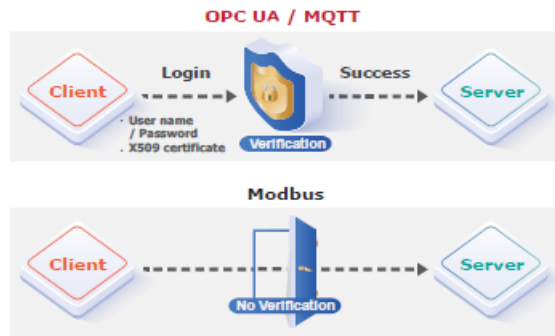 OPC UA / MQTT
Client
Login
· User name
/ Password
. X509 certificate
Verification
Success
Server
Modbus
Client
No Verification
Server